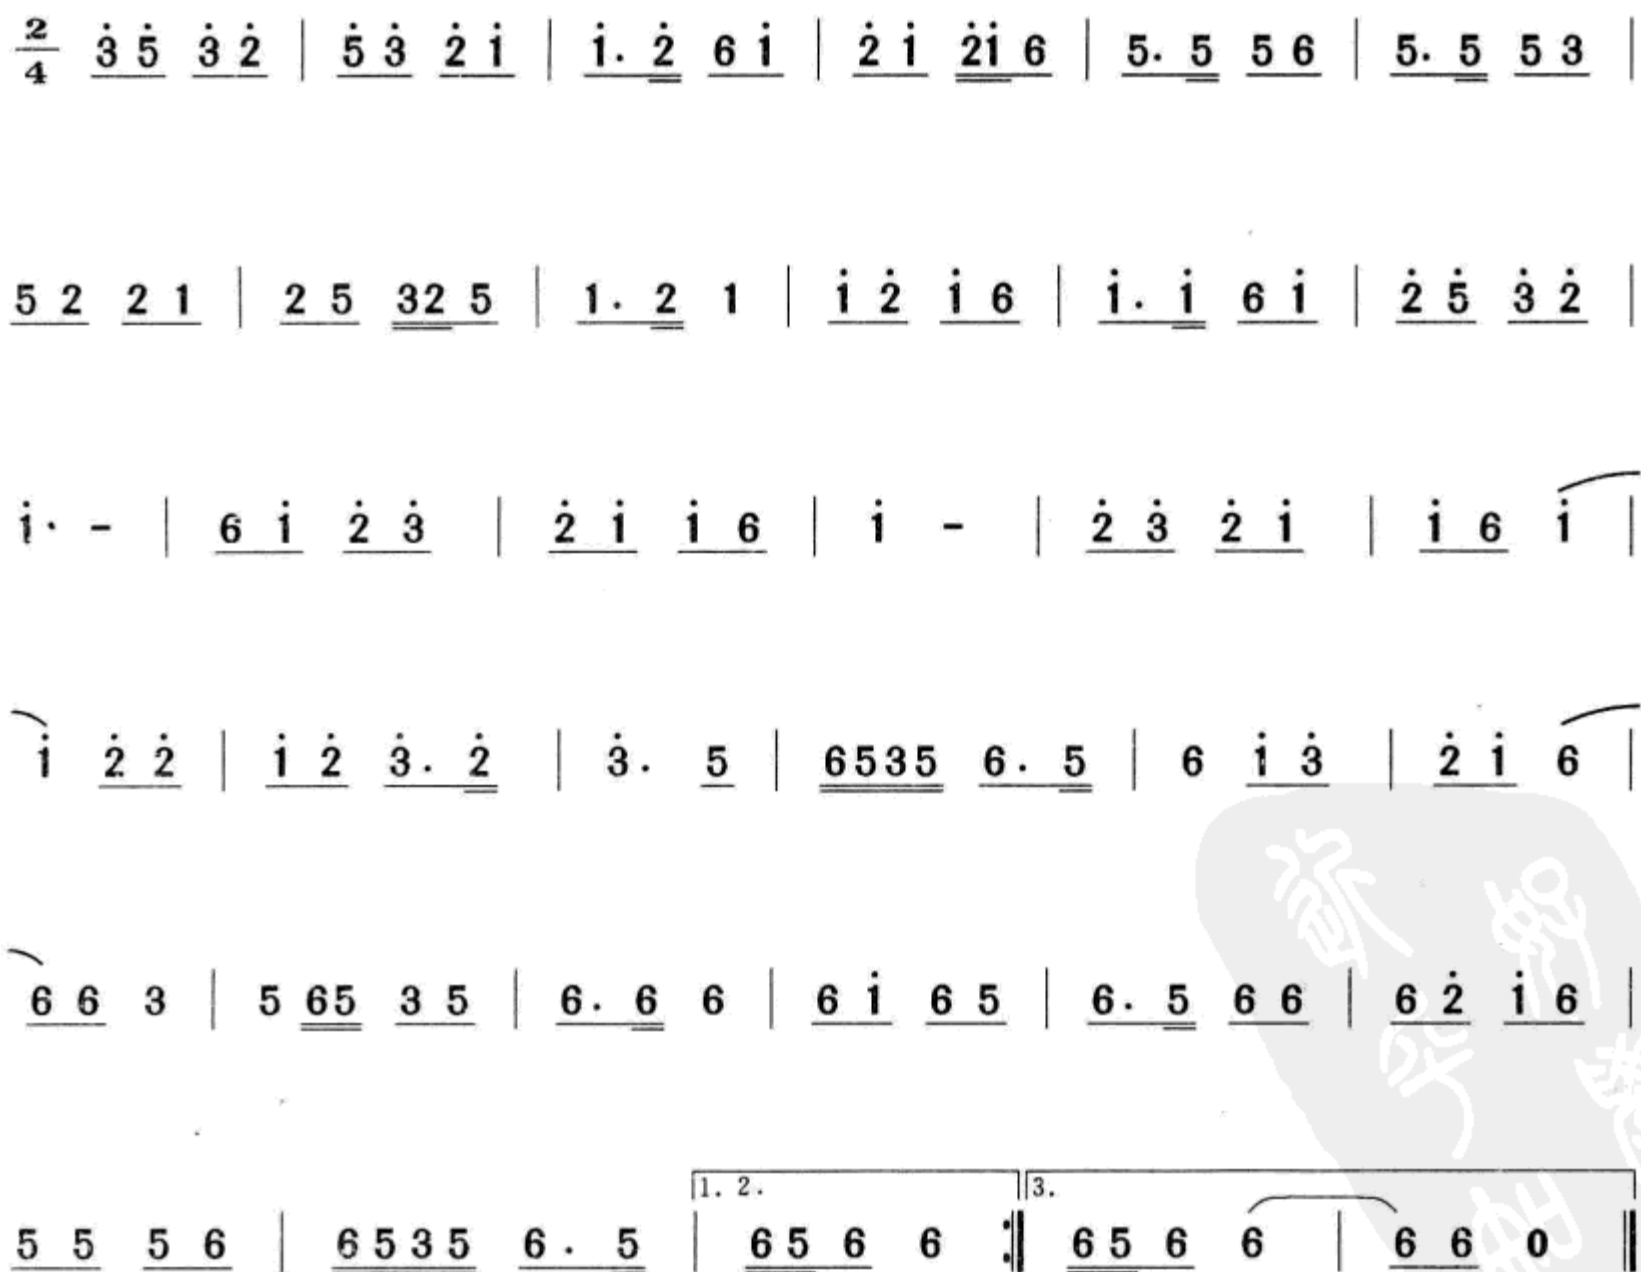 2/4 3̇ 5̇ 3̇ 2̇ | 5̇ 3̇ 2̇ 1̇ | 1̇. 2̇ 6 1̇ | 2̇ 1̇ 2̇1̇ 6 | 5. 5 5 6 | 5. 5 5 3 |
5 2 2 1 | 2 5 32 5 | 1. 2 1 | 1̇ 2̇ 1̇ 6 | 1̇. 1̇ 6 1̇ | 2̇ 5̇ 3̇ 2̇ |
1̇· - | 6 1̇ 2̇ 3̇ | 2̇ 1̇ 1̇ 6 | 1̇ - | 2̇ 3̇ 2̇ 1̇ | 1̇ 6 1̇ |
1̇ 2̇ 2̇ | 1̇ 2̇ 3̇. 2̇ | 3̇. 5 | 6535 6. 5 | 6 1̇ 3̇ | 2̇ 1̇ 6 |
6 6 3 | 5 65 3 5 | 6. 6 6 | 6 1̇ 6 5 | 6. 5 6 6 | 6 2̇ 1̇ 6 |
1. 2. 3.
5 5 5 6 | 6535 6. 5 | 65 6 6 :‖ 65 6 6 | 6 6 0 ‖